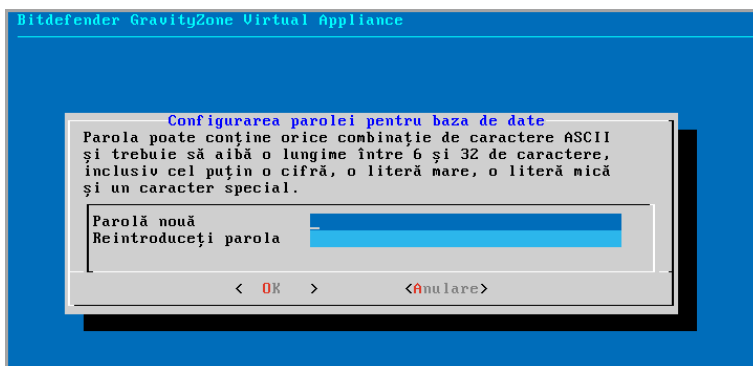 Bitdefender GravityZone Virtual Appliance
Configurarea parolei pentru baza de date
Parola poate conține orice combinație de caractere ASCII
și trebuie să aibă o lungime între 6 și 32 de caractere,
inclusiv cel puțin o cifră, o literă mare, o literă mică
și un caracter special.
Parolă nouă
Reintroduceți parola
< OK > <Anulare>